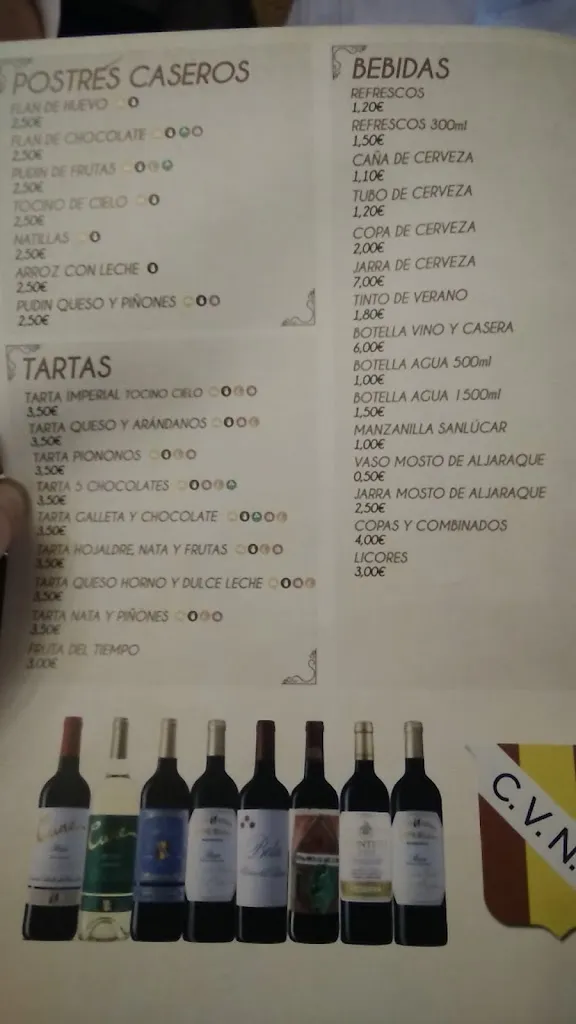 POSTRES CASEROS
FLAN DE HUEVO
2,50€
FLAN DE CHOCOLATE
2,50€
PUDIN DE FRUTAS
2,50€
TOCINO DE CIELO
2,50€
NATILLAS
2,50€
ARROZ CON LECHE
2,50€
PUDIN QUESO Y PIÑONES
2,50€
TARTAS
TARTA IMPERIAL TOCINO CIELO
3,50€
TARTA QUESO Y ARÁNDANOS
3,50€
TARTA PIONONOS
3,50€
TARTA 5 CHOCOLATES
3,50€
TARTA GALLETA Y CHOCOLATE
3,50€
TARTA HOJALDRE, NATA Y FRUTAS
3,50€
TARTA QUESO HORNO Y DULCE LECHE
3,50€
TARTA NATA Y PIÑONES
3,50€
FRUTA DEL TIEMPO
3,00€
BEBIDAS
REFRESCOS
1,20€
REFRESCOS 300ml
1,50€
CAÑA DE CERVEZA
1,10€
TUBO DE CERVEZA
1,20€
COPA DE CERVEZA
2,00€
JARRA DE CERVEZA
7,00€
TINTO DE VERANO
1,80€
BOTELLA VINO Y CASERA
6,00€
BOTELLA AGUA 500ml
1,00€
BOTELLA AGUA 1500ml
1,50€
MANZANILLA SANLÚCAR
1,00€
VASO MOSTO DE ALJARAQUE
0,50€
JARRA MOSTO DE ALJARAQUE
2,50€
COPAS Y COMBINADOS
4,00€
LICORES
3,00€
Cune
Cune
C.V.N.